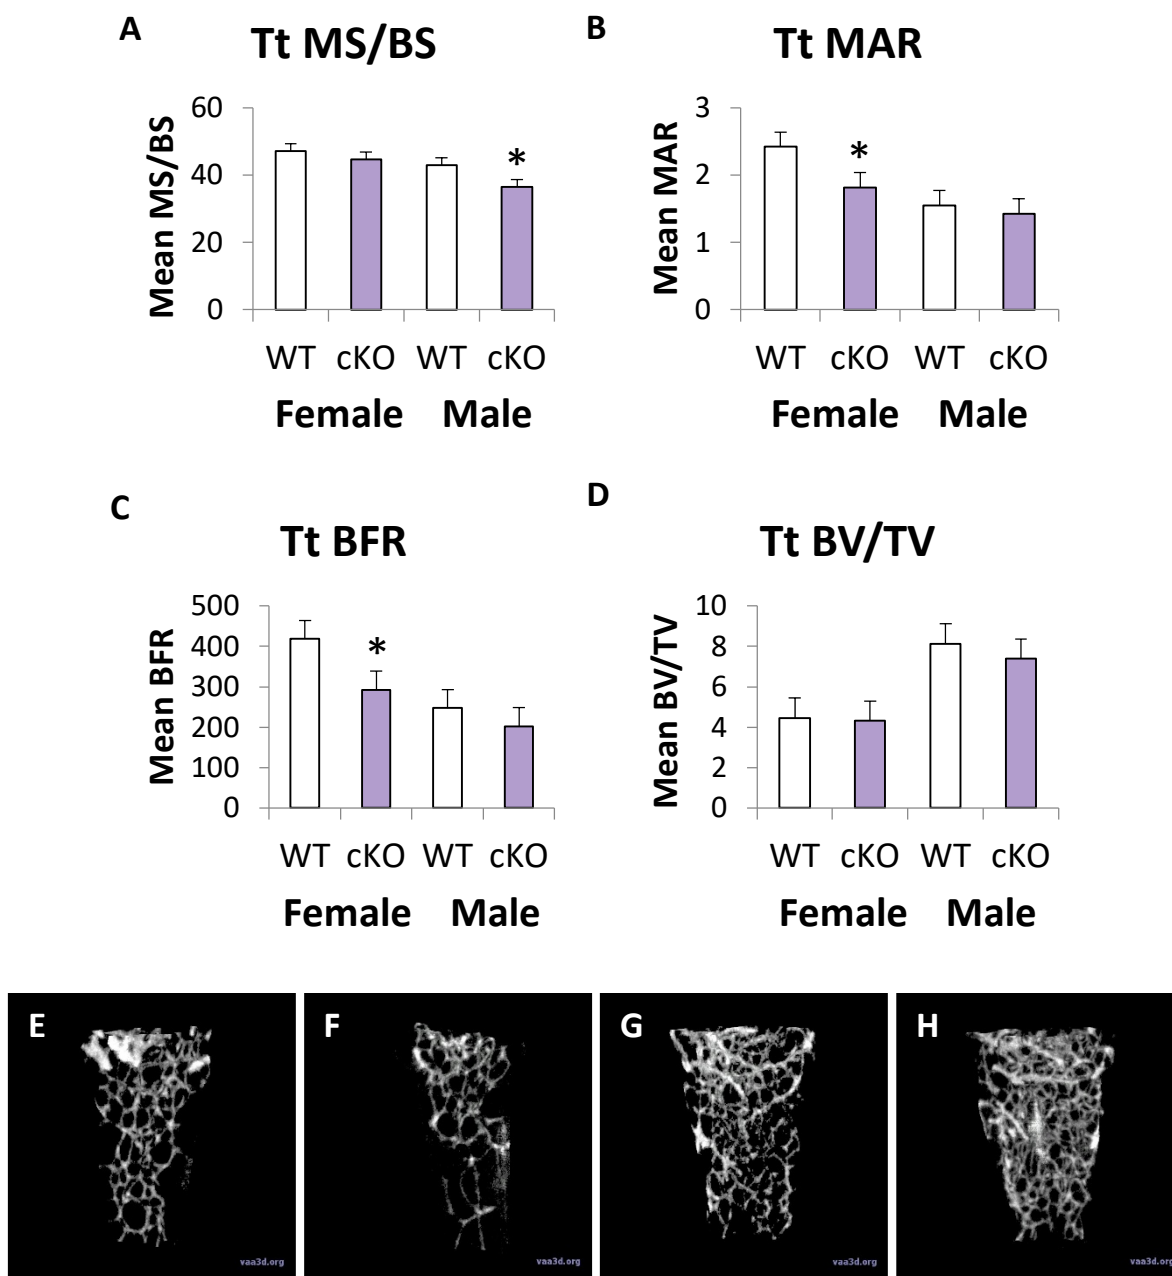 A
Tt MS/BS
Mean MS/BS
60
40
20
0
*
WT cKO WT cKO
Female Male
B
Tt MAR
Mean MAR
3
2
1
0
*
WT cKO WT cKO
Female Male
C
Tt BFR
Mean BFR
500
400
300
200
100
0
*
WT cKO WT cKO
Female Male
D
Tt BV/TV
Mean BV/TV
10
8
6
4
2
0
WT cKO WT cKO
Female Male
E
vaa3d.org
F
vaa3d.org
G
vaa3d.org
H
vaa3d.org